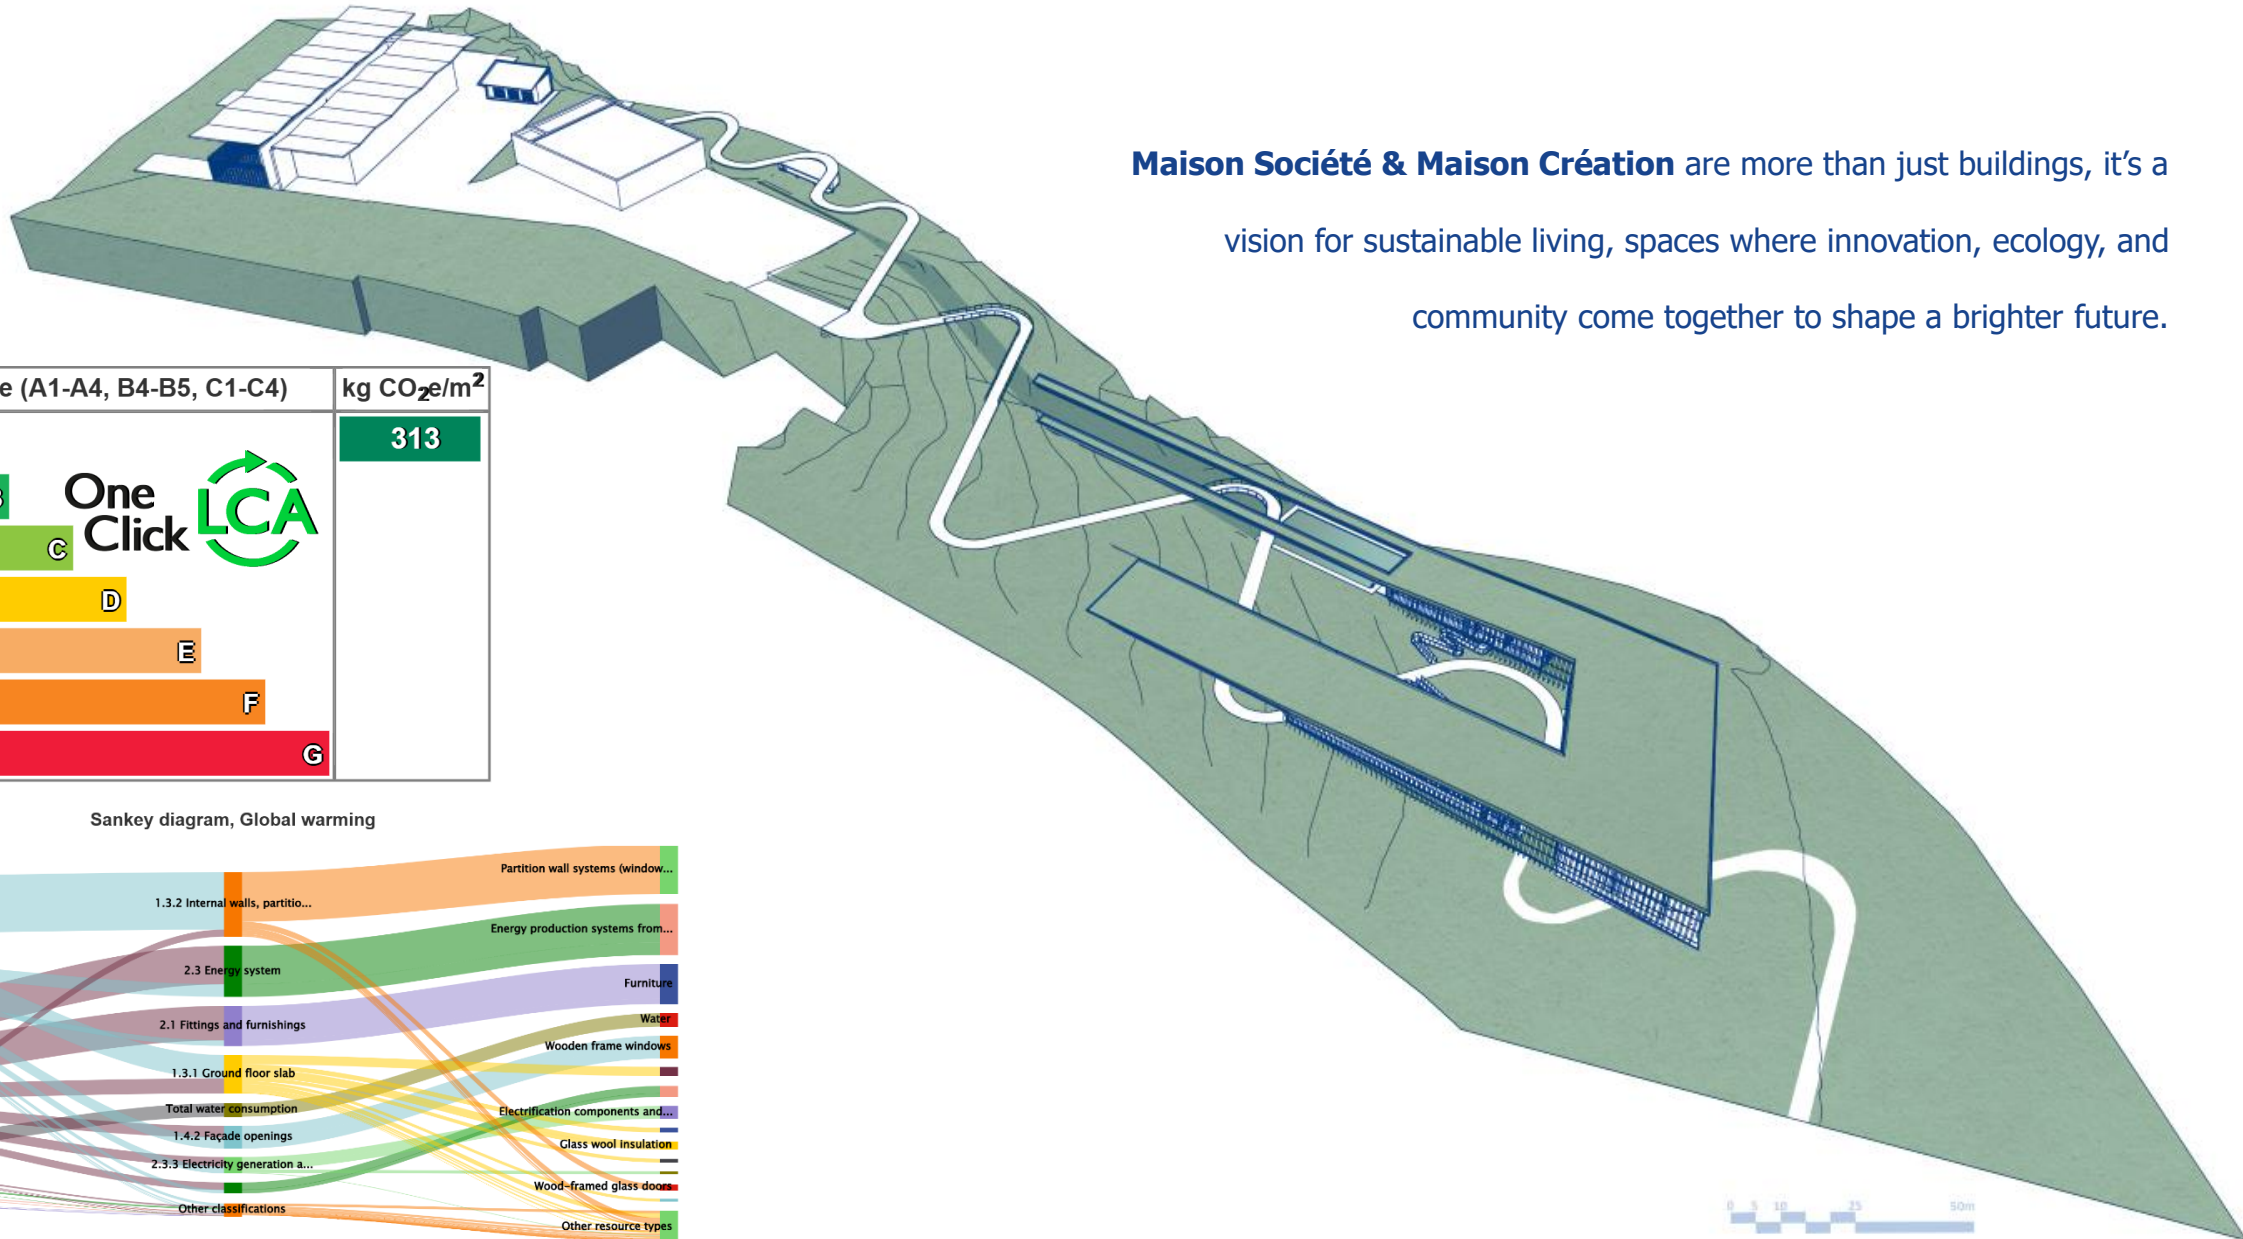 Maison Société & Maison Création are more than just buildings, it’s a
vision for sustainable living, spaces where innovation, ecology, and
community come together to shape a brighter future.
e (A1-A4, B4-B5, C1-C4)
kg CO₂e/m²
313
One
Click
LCA
C
D
E
F
G
Sankey diagram, Global warming
1.3.2 Internal walls, partitio...
2.3 Energy system
2.1 Fittings and furnishings
1.3.1 Ground floor slab
Total water consumption
1.4.2 Façade openings
2.3.3 Electricity generation a...
Other classifications
Partition wall systems (window...
Energy production systems from...
Furniture
Water
Wooden frame windows
Electrification components and...
Glass wool insulation
Wood-framed glass doors
Other resource types
0 5 10 25 50m